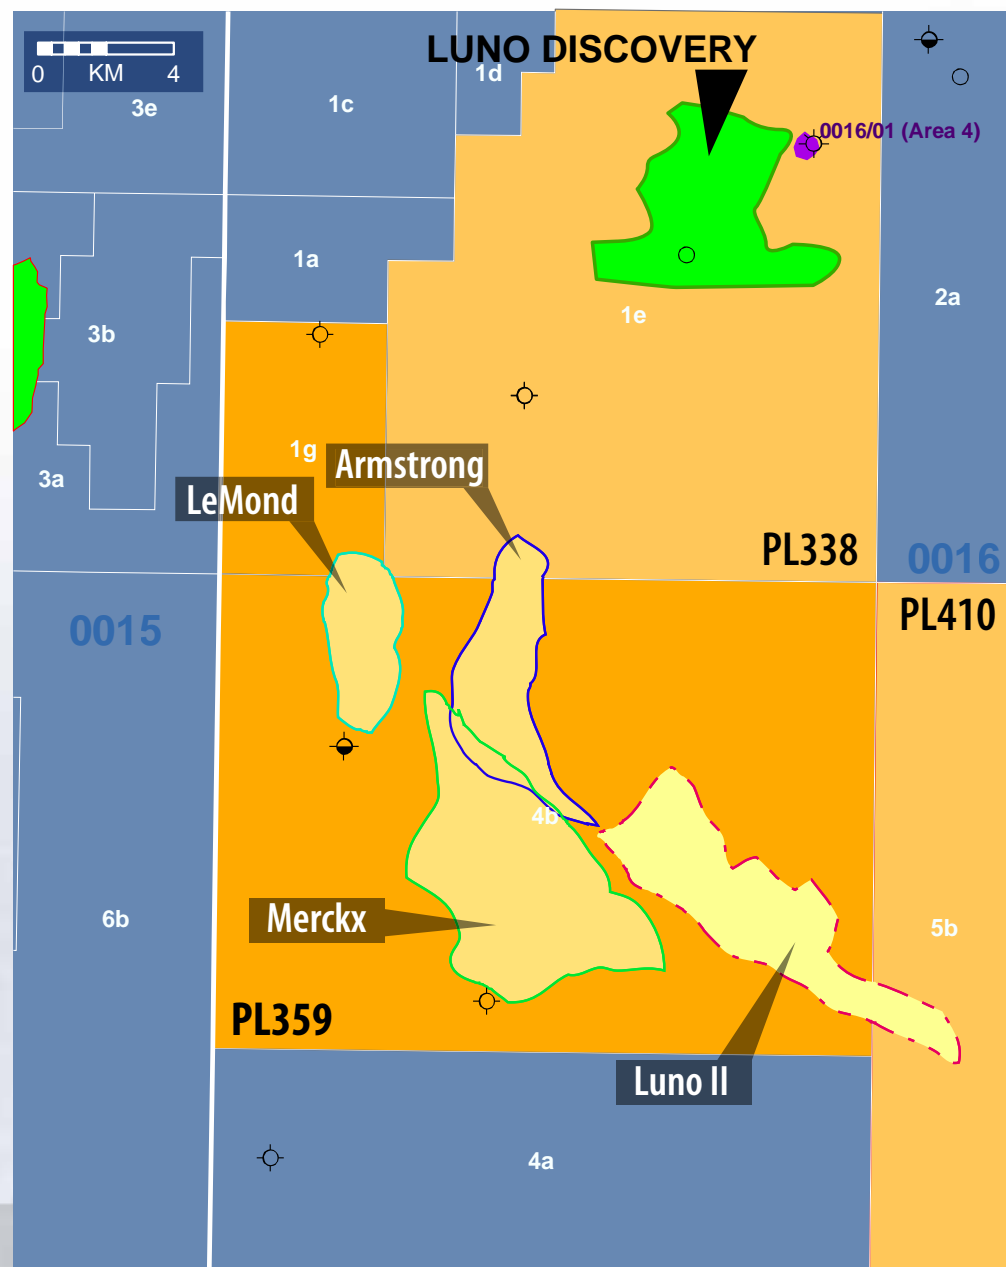 LUNO DISCOVERY
0 KM 4
1d
3e
1c
0016/01 (Area 4)
1a
2a
1e
3b
1g
Armstrong
3a
LeMond
PL338
0016
PL410
0015
4b
6b
Merckx
5b
PL359
Luno II
4a